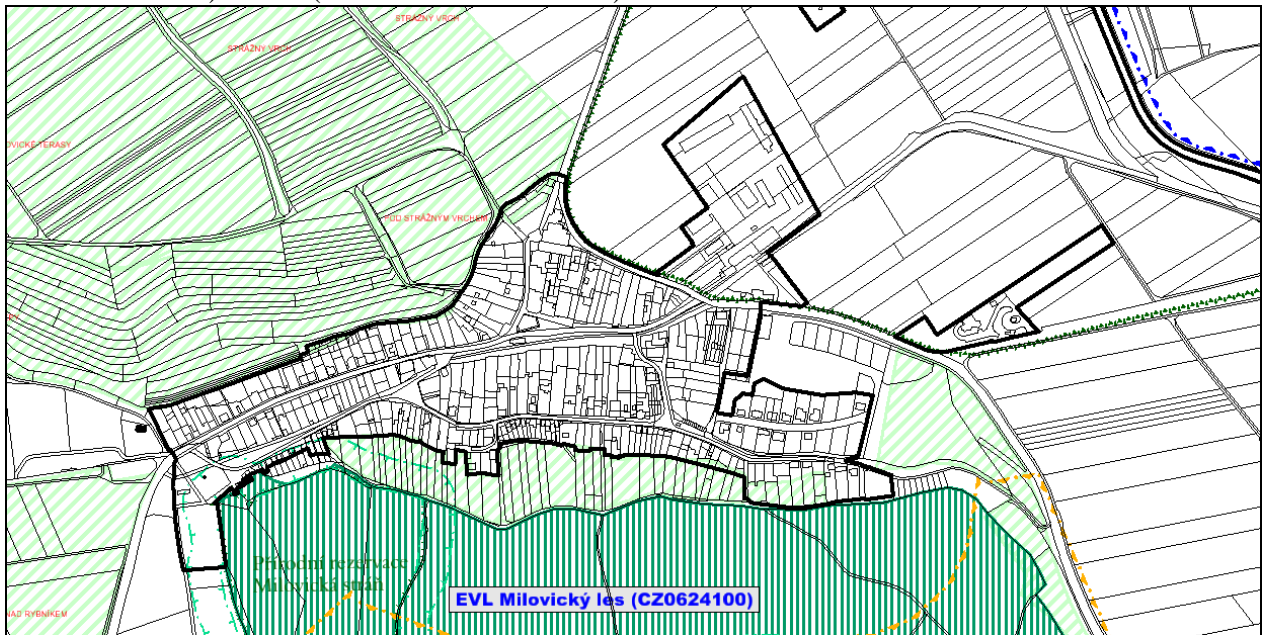 STRÁŽNÝ VRCH
STRÁŽNÝ VRCH
OVICKÉ TERASY
POD STRÁŽNÝM VRCHEM
Přírodní rezervace
Milovická stráň
EVL Milovický les (CZ0624100)
NAD RYBNÍKEM